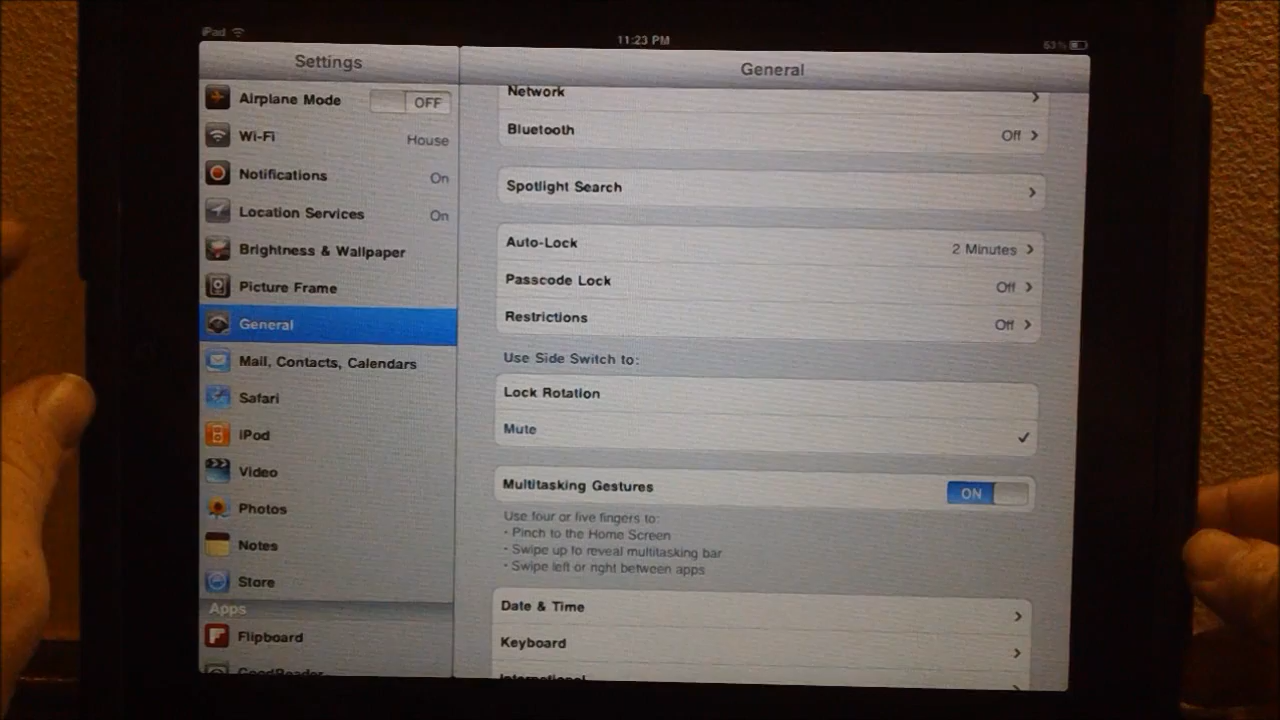 iPad
11:23 PM
63%
Settings
General
Airplane Mode OFF
Wi-Fi House
Notifications On
Location Services On
Brightness & Wallpaper
Picture Frame
General
Mail, Contacts, Calendars
Safari
iPod
Video
Photos
Notes
Store
Apps
Flipboard
GoodReader
Network
Bluetooth Off
Spotlight Search
Auto-Lock 2 Minutes
Passcode Lock Off
Restrictions Off
Use Side Switch to:
Lock Rotation
Mute
Multitasking Gestures ON
Use four or five fingers to:
• Pinch to the Home Screen
• Swipe up to reveal multitasking bar
• Swipe left or right between apps
Date & Time
Keyboard
International